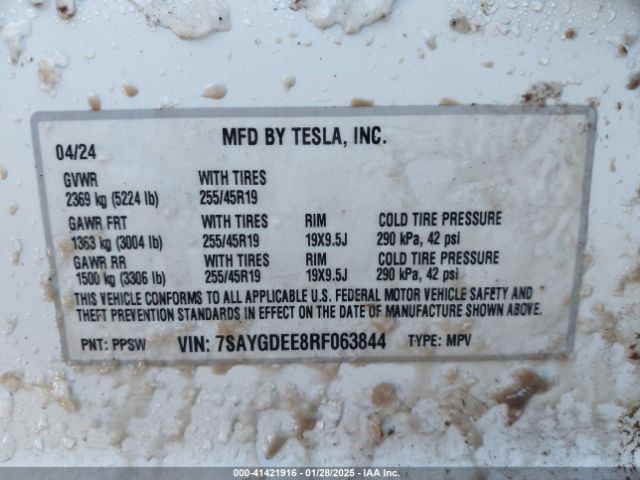 MFD BY TESLA, INC.
04/24
GVWR WITH TIRES
2369 kg (5224 lb) 255/45R19
GAWR FRT WITH TIRES RIM COLD TIRE PRESSURE
1363 kg (3004 lb) 255/45R19 19X9.5J 290 kPa, 42 psi
GAWR RR WITH TIRES RIM COLD TIRE PRESSURE
1500 kg (3306 lb) 255/45R19 19X9.5J 290 kPa, 42 psi
THIS VEHICLE CONFORMS TO ALL APPLICABLE U.S. FEDERAL MOTOR VEHICLE SAFETY AND
THEFT PREVENTION STANDARDS IN EFFECT ON THE DATE OF MANUFACTURE SHOWN ABOVE.
PNT: PPSW VIN: 7SAYGDEE8RF063844 TYPE: MPV
000-41421916 - 01/28/2025 - IAA Inc.